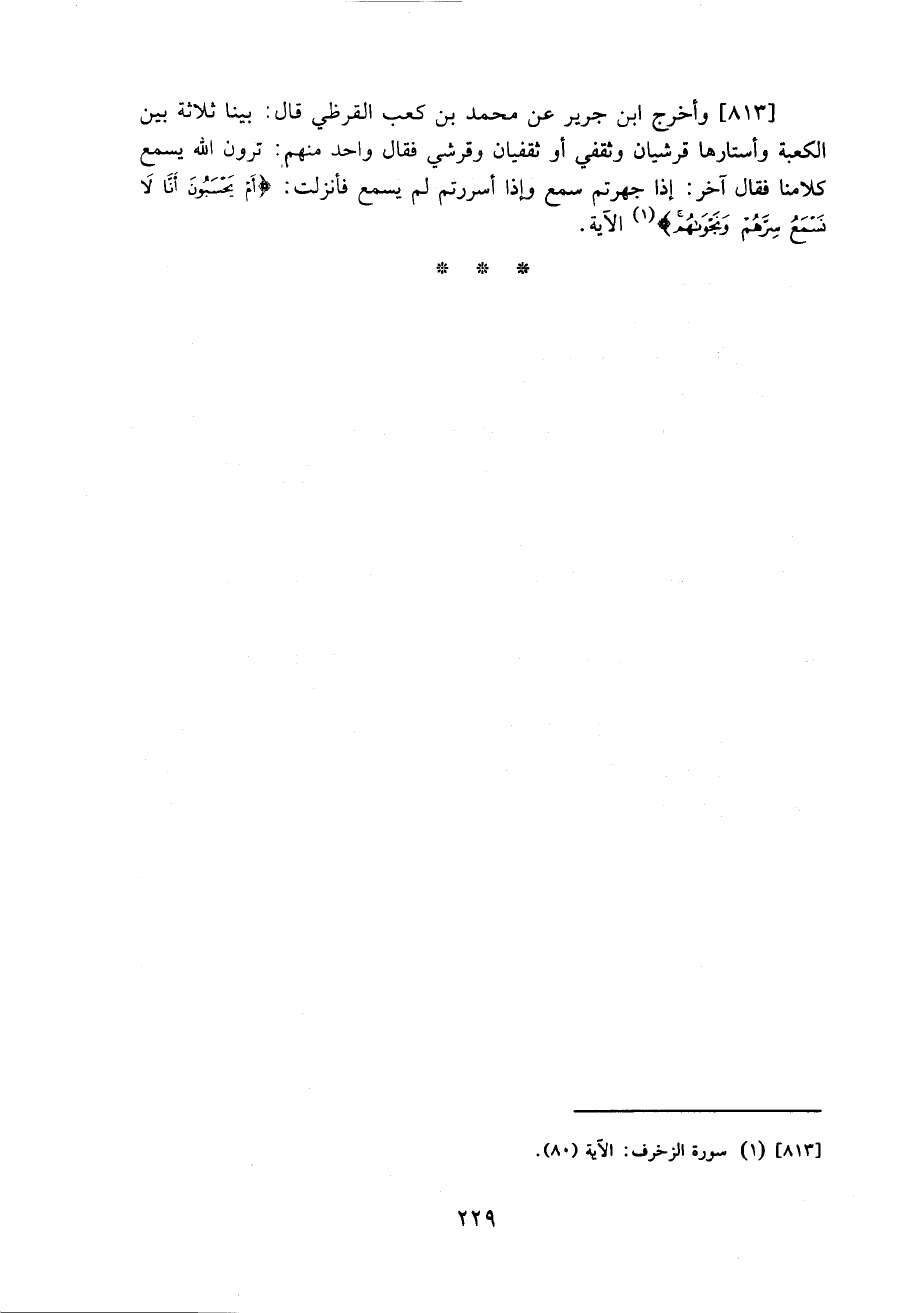 [٨١٣] وأخرج ابن جرير عن محمد بن كعب القرظي قال: بينا ثلاثة بين
الكعبة وأستارها قرشيان وثقفي أو ثقفيان وقرشي فقال واحد منهم: ترون الله يسمع
كلامنا فقال آخر: إذا جهرتم سمع وإذا أسررتم لم يسمع فأنزلت: ﴿أَمْ يَحْسَبُونَ أَنَّا لَا
نَسْمَعُ سِرَّهُمْ وَنَجْوَىٰهُمۚ﴾(١) الآية.
* * *
[٨١٣] (١) سورة الزخرف: الآية (٨٠).
٢٢٩